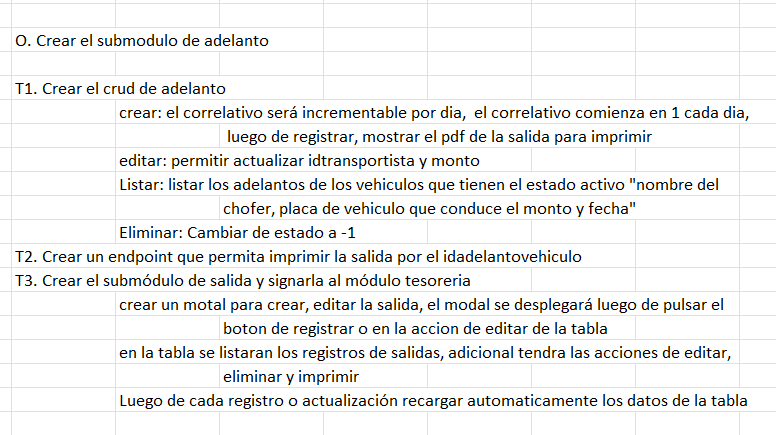 O. Crear el submodulo de adelanto
T1. Crear el crud de adelanto
crear: el correlativo será incrementable por dia,  el correlativo comienza en 1 cada dia,
luego de registrar, mostrar el pdf de la salida para imprimir
editar: permitir actualizar idtransportista y monto
Listar: listar los adelantos de los vehiculos que tienen el estado activo "nombre del
chofer, placa de vehiculo que conduce el monto y fecha"
Eliminar: Cambiar de estado a -1
T2. Crear un endpoint que permita imprimir la salida por el idadelantovehiculo
T3. Crear el submódulo de salida y signarla al módulo tesoreria
crear un motal para crear, editar la salida, el modal se desplegará luego de pulsar el
boton de registrar o en la accion de editar de la tabla
en la tabla se listaran los registros de salidas, adicional tendra las acciones de editar,
eliminar y imprimir
Luego de cada registro o actualización recargar automaticamente los datos de la tabla